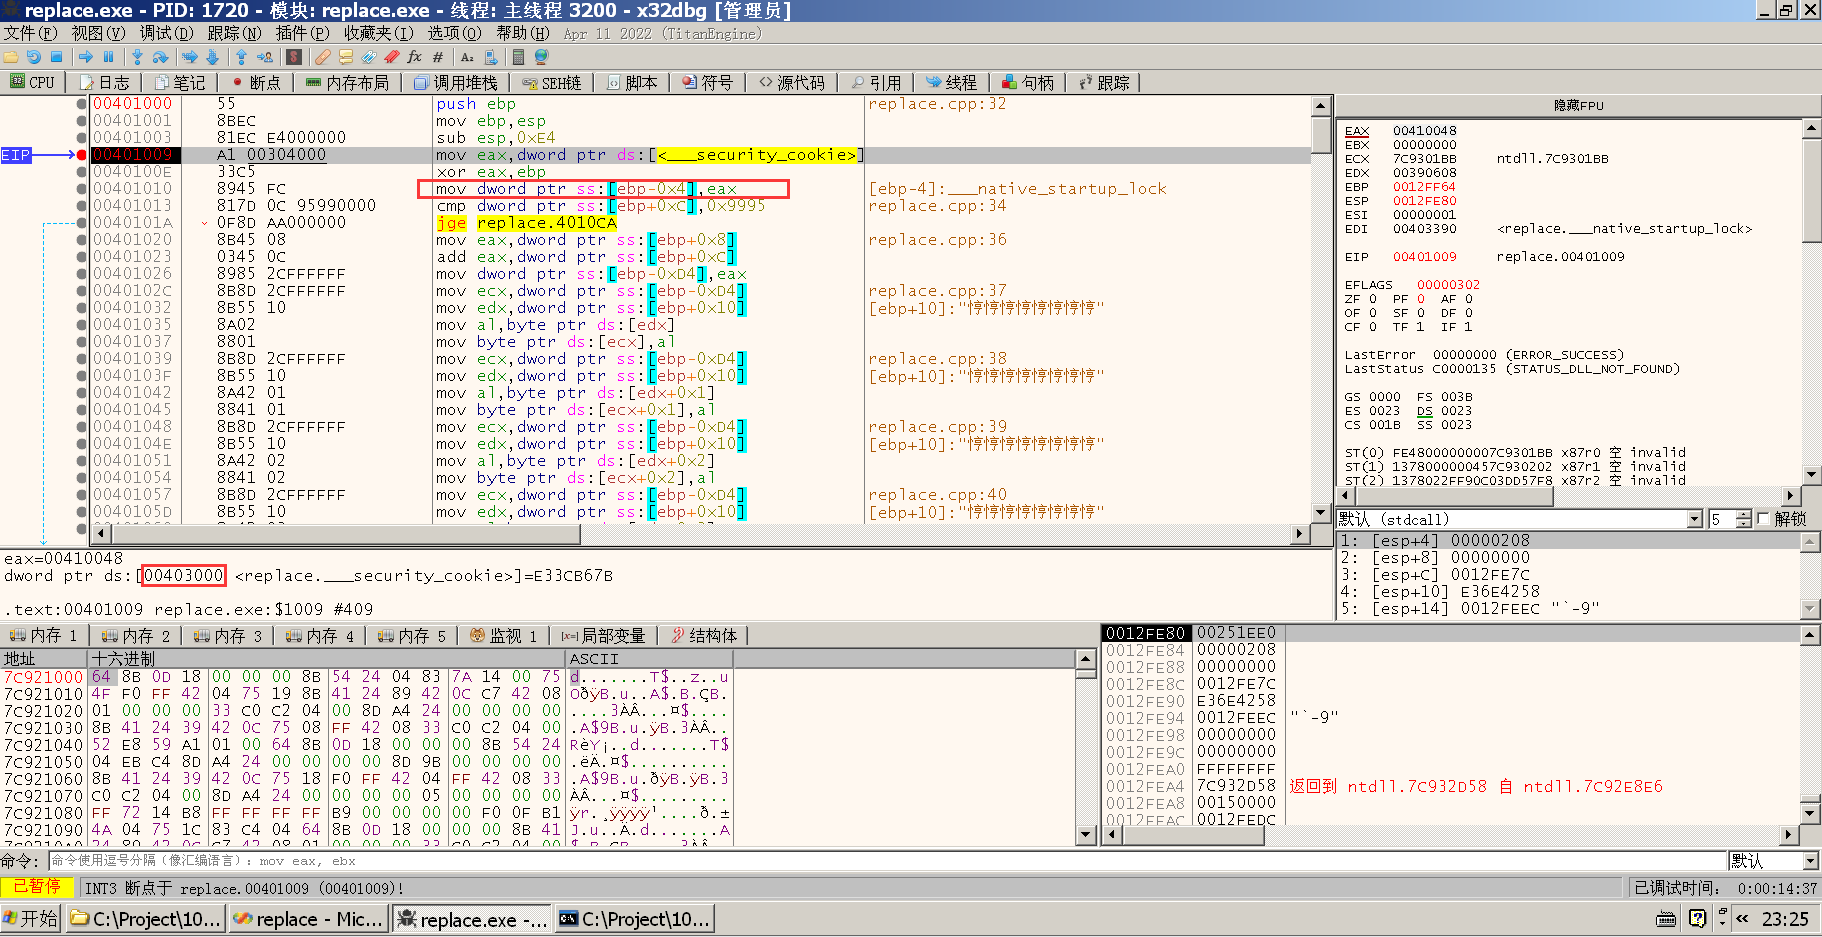 replace.exe - PID: 1720 - 模块: replace.exe - 线程: 主线程 3200 - x32dbg [管理员]
文件(F) 视图(V) 调试(D) 跟踪(N) 插件(P) 收藏夹(I) 选项(O) 帮助(H) Apr 11 2022 (TitanEngine)
CPU 日志 笔记 断点 内存布局 调用堆栈 SEH链 脚本 符号 源代码 引用 线程 句柄 跟踪
00401000 55 push ebp replace.cpp:32
00401001 8BEC mov ebp,esp
00401003 81EC E4000000 sub esp,0xE4
EIP 00401009 A1 00304000 mov eax,dword ptr ds:[<___security_cookie>]
0040100E 33C5 xor eax,ebp
00401010 8945 FC mov dword ptr ss:[ebp-0x4],eax [ebp-4]:___native_startup_lock
00401013 817D 0C 95990000 cmp dword ptr ss:[ebp+0xC],0x9995 replace.cpp:34
0040101A 0F8D AA000000 jge replace.4010CA
00401020 8B45 08 mov eax,dword ptr ss:[ebp+0x8] replace.cpp:36
00401023 0345 0C add eax,dword ptr ss:[ebp+0xC]
00401026 8985 2CFFFFFF mov dword ptr ss:[ebp-0xD4],eax
0040102C 8B8D 2CFFFFFF mov ecx,dword ptr ss:[ebp-0xD4] replace.cpp:37
00401032 8B55 10 mov edx,dword ptr ss:[ebp+0x10] [ebp+10]:"悙悙悙悙悙悙悙悙"
00401035 8A02 mov al,byte ptr ds:[edx]
00401037 8801 mov byte ptr ds:[ecx],al
00401039 8B8D 2CFFFFFF mov ecx,dword ptr ss:[ebp-0xD4] replace.cpp:38
0040103F 8B55 10 mov edx,dword ptr ss:[ebp+0x10] [ebp+10]:"悙悙悙悙悙悙悙悙"
00401042 8A42 01 mov al,byte ptr ds:[edx+0x1]
00401045 8841 01 mov byte ptr ds:[ecx+0x1],al
00401048 8B8D 2CFFFFFF mov ecx,dword ptr ss:[ebp-0xD4] replace.cpp:39
0040104E 8B55 10 mov edx,dword ptr ss:[ebp+0x10] [ebp+10]:"悙悙悙悙悙悙悙悙"
00401051 8A42 02 mov al,byte ptr ds:[edx+0x2]
00401054 8841 02 mov byte ptr ds:[ecx+0x2],al
00401057 8B8D 2CFFFFFF mov ecx,dword ptr ss:[ebp-0xD4] replace.cpp:40
0040105D 8B55 10 mov edx,dword ptr ss:[ebp+0x10] [ebp+10]:"悙悙悙悙悙悙悙悙"
隐藏FPU
EAX 00410048
EBX 00000000
ECX 7C9301BB ntdll.7C9301BB
EDX 00390608
EBP 0012FF64
ESP 0012FE80
ESI 00000001
EDI 00403390 <replace.___native_startup_lock>
EIP 00401009 replace.00401009
EFLAGS 00000302
ZF 0 PF 0 AF 0
OF 0 SF 0 DF 0
CF 0 TF 1 IF 1
LastError 00000000 (ERROR_SUCCESS)
LastStatus C0000135 (STATUS_DLL_NOT_FOUND)
GS 0000 FS 003B
ES 0023 DS 0023
CS 001B SS 0023
ST(0) FE48000000007C9301BB x87r0 空 invalid
ST(1) 1378000000457C930202 x87r1 空 invalid
ST(2) 1378022FF90C03DD57F8 x87r2 空 invalid
默认 (stdcall) 5 解锁
1: [esp+4] 00000208
2: [esp+8] 00000000
3: [esp+C] 0012FE7C
4: [esp+10] E36E4258
5: [esp+14] 0012FEEC "`-9"
eax=00410048
dword ptr ds:[00403000 <replace.___security_cookie>]=E33CB67B
.text:00401009 replace.exe:$1009 #409
内存 1 内存 2 内存 3 内存 4 内存 5 监视 1 [x=]局部变量 结构体
地址 十六进制 ASCII
7C921000 64 8B 0D 18 00 00 00 8B 54 24 04 83 7A 14 00 75 d.......T$..z..u
7C921010 4F F0 FF 42 04 75 19 8B 41 24 89 42 0C C7 42 08 OðÿB.u..A$.B.ÇB.
7C921020 01 00 00 00 33 C0 C2 04 00 8D A4 24 00 00 00 00 ....3ÀÂ...¤$....
7C921030 8B 41 24 39 42 0C 75 08 FF 42 08 33 C0 C2 04 00 .A$9B.u.ÿB.3ÀÂ..
7C921040 52 E8 59 A1 01 00 64 8B 0D 18 00 00 00 8B 54 24 RèY¡..d.......T$
7C921050 04 EB C4 8D A4 24 00 00 00 00 00 8D 9B 00 00 00 .ëÄ.¤$..........
7C921060 8B 41 24 39 42 0C 75 18 F0 FF 42 04 FF 42 08 33 .A$9B.u.ðÿB.ÿB.3
7C921070 C0 C2 04 00 8D A4 24 00 00 00 00 05 00 00 00 00 ÀÂ...¤$.........
7C921080 FF 72 14 B8 FF FF FF FF B9 00 00 00 00 F0 0F B1 ÿr.¸ÿÿÿÿ¹....ð.±
7C921090 4A 04 75 1C 83 C4 04 64 8B 0D 18 00 00 00 8B 41 J.u..Ä.d.......A
0012FE80 00251EE0
0012FE84 00000208
0012FE88 00000000
0012FE8C 0012FE7C
0012FE90 E36E4258
0012FE94 0012FEEC "`-9"
0012FE98 00000000
0012FE9C 00000000
0012FEA0 FFFFFFFF
0012FEA4 7C932D58 返回到 ntdll.7C932D58 自 ntdll.7C92E8E6
0012FEA8 00150000
0012FEAC 0012FEDC
命令: 命令使用逗号分隔 (像汇编语言) : mov eax, ebx 默认
已暂停 INT3 断点于 replace.00401009 (00401009)! 已调试时间: 0:00:14:37
开始 C:\Project\10... replace - Mic... replace.exe -... C:\Project\10... « 23:25